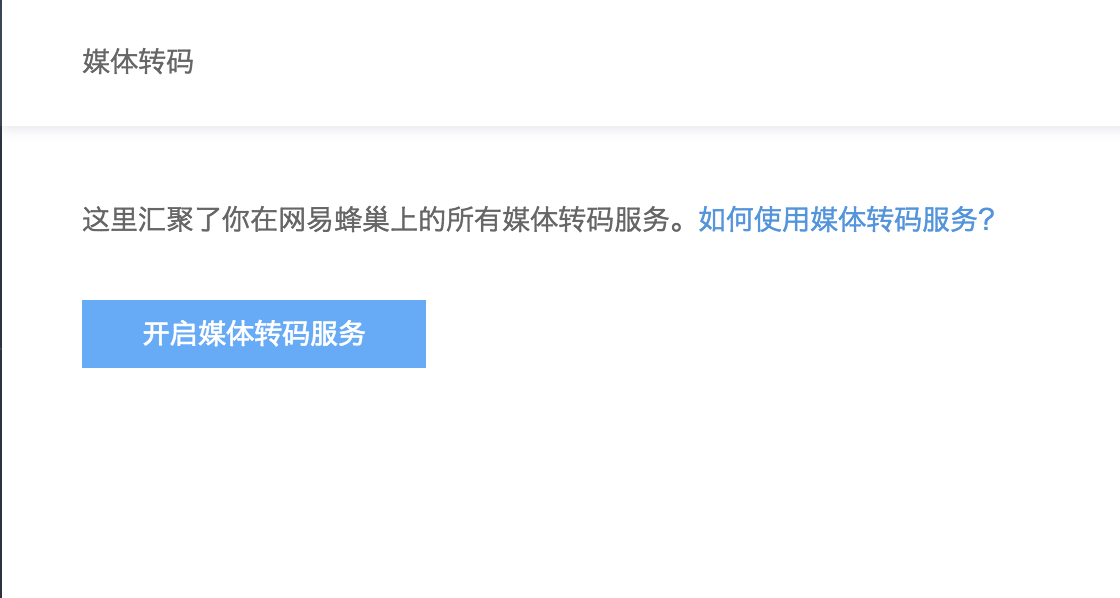 媒体转码
这里汇聚了你在网易蜂巢上的所有媒体转码服务。如何使用媒体转码服务?
开启媒体转码服务